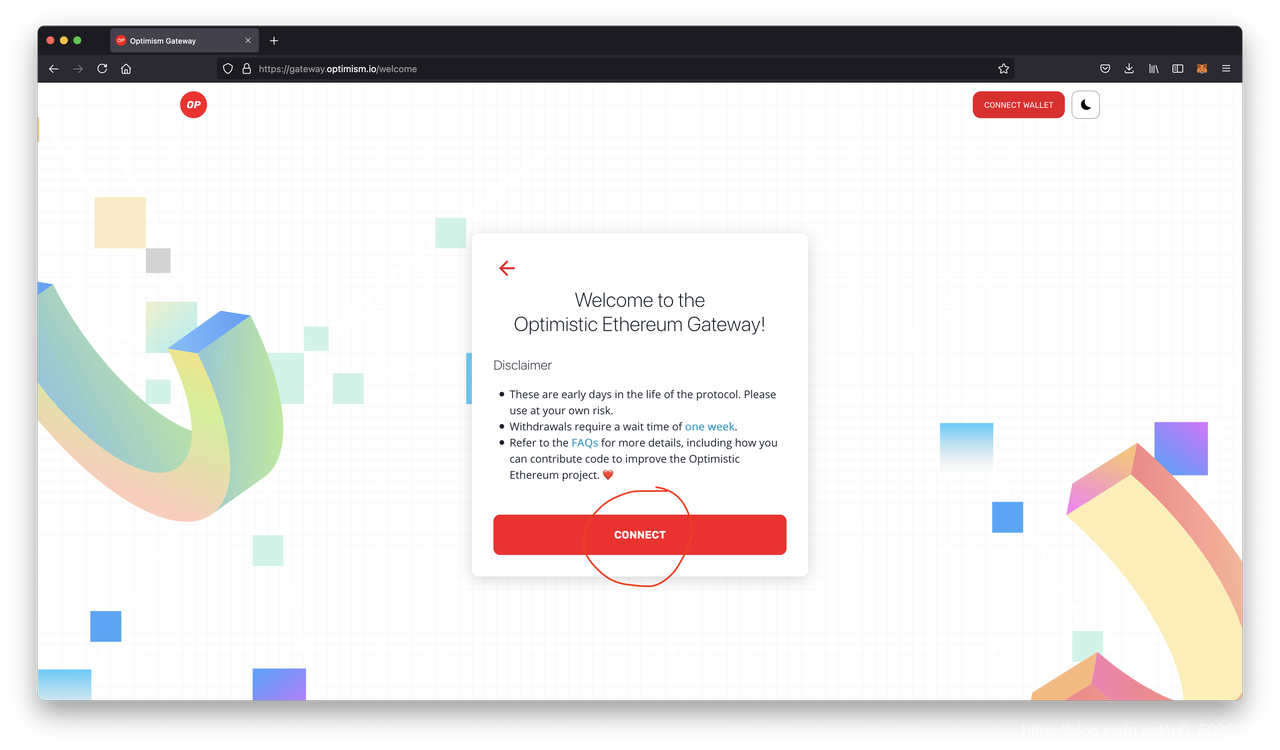 OP Optimism Gateway
https://gateway.optimism.io/welcome
OP
CONNECT WALLET
Welcome to the
Optimistic Ethereum Gateway!
Disclaimer
• These are early days in the life of the protocol. Please
use at your own risk.
• Withdrawals require a wait time of one week.
• Refer to the FAQs for more details, including how you
can contribute code to improve the Optimistic
Ethereum project. ❤️
CONNECT